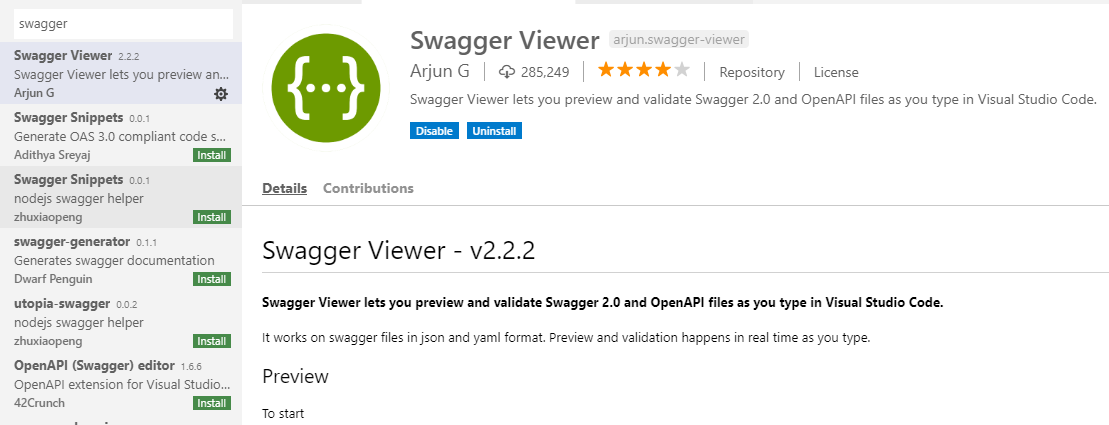 swagger
Swagger Viewer 2.2.2
Swagger Viewer lets you preview an...
Arjun G
Swagger Snippets 0.0.1
Generate OAS 3.0 compliant code s...
Adithya Sreyaj Install
Swagger Snippets 0.0.1
nodejs swagger helper
zhuxiaopeng Install
swagger-generator 0.1.1
Generates swagger documentation
Dwarf Penguin Install
utopia-swagger 0.0.2
nodejs swagger helper
zhuxiaopeng Install
OpenAPI (Swagger) editor 1.6.6
OpenAPI extension for Visual Studio...
42Crunch Install
{...}
Swagger Viewer arjun.swagger-viewer
Arjun G 285,249 Repository License
Swagger Viewer lets you preview and validate Swagger 2.0 and OpenAPI files as you type in Visual Studio Code.
Disable Uninstall
Details Contributions
Swagger Viewer - v2.2.2
Swagger Viewer lets you preview and validate Swagger 2.0 and OpenAPI files as you type in Visual Studio Code.
It works on swagger files in json and yaml format. Preview and validation happens in real time as you type.
Preview
To start